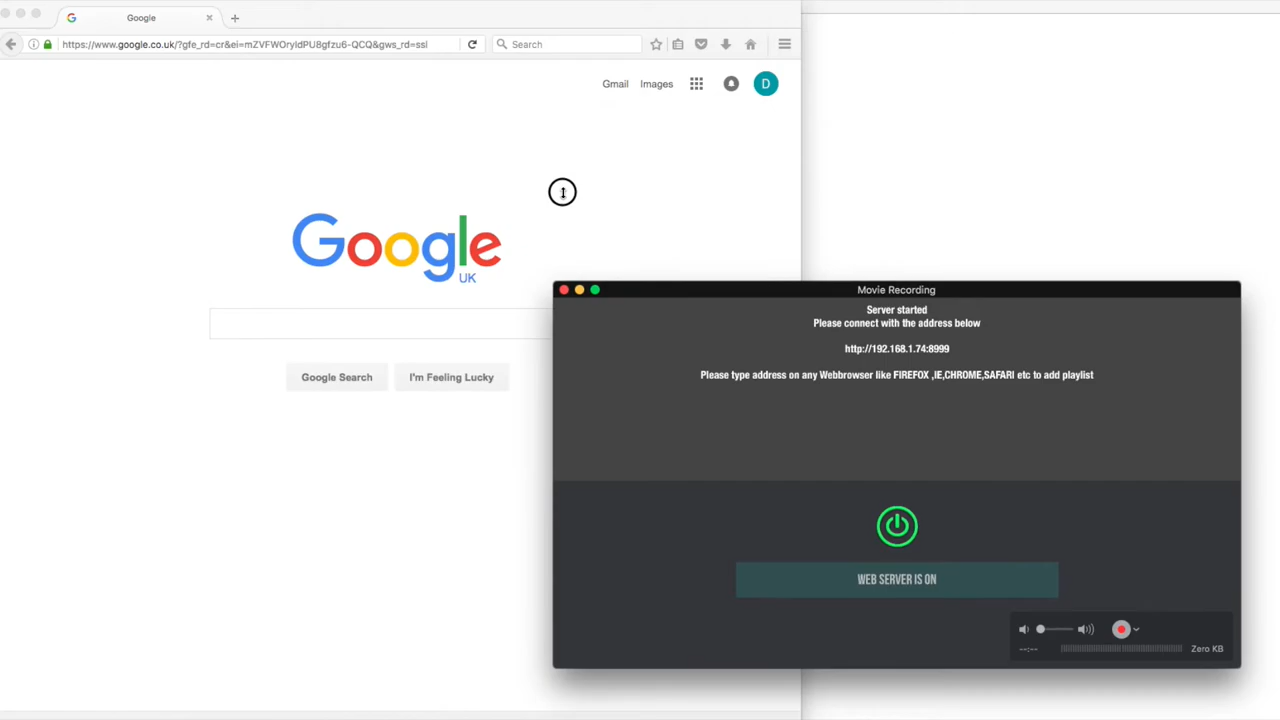 Google
https://www.google.co.uk/?gfe_rd=cr&ei=mZVFWOryIdPU8gfzu6-QCQ&gws_rd=ssl
Search
Gmail Images D
Google
UK
Google Search I'm Feeling Lucky
Movie Recording
Server started
Please connect with the address below
http://192.168.1.74:8999
Please type address on any Webbrowser like FIREFOX ,IE,CHROME,SAFARI etc to add playlist
WEB SERVER IS ON
--:-- Zero KB